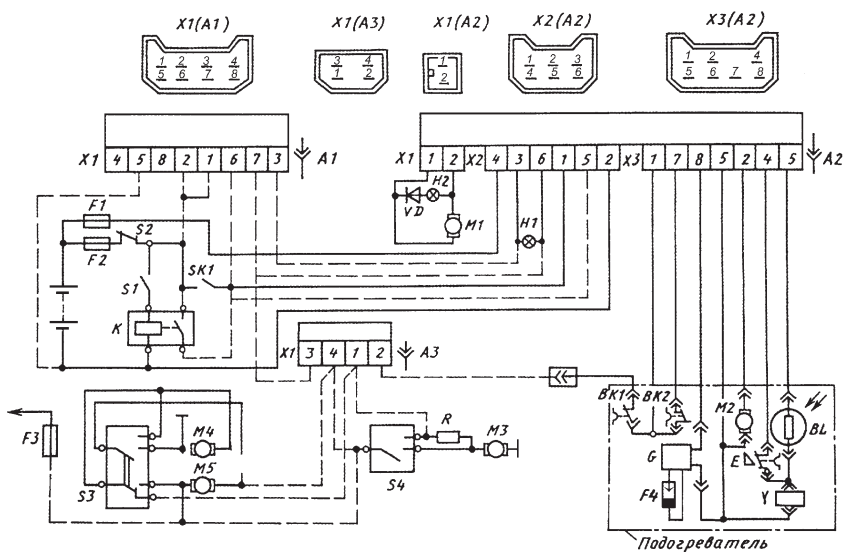 X1(A1) X1(A3) X1(A2) X2(A2) X3(A2)
1 2 3 4
5 6 7 8
3 4
1 2
1
2
1 2 3
4 5 6
1 2 4
5 6 7 8
X1 4 5 8 2 1 6 7 3 A1
X1 1 2 X2 4 3 6 1 5 2 X3 1 7 8 5 2 4 5 A2
H2
VD
M1
H1
F1
S2
F2
SK1
S1
K
X1 3 4 1 2 A3
BK1 BK2
M2
BL
F3
M4
R
M3
M5
S3
S4
G
E
F4
Y
Подогреватель